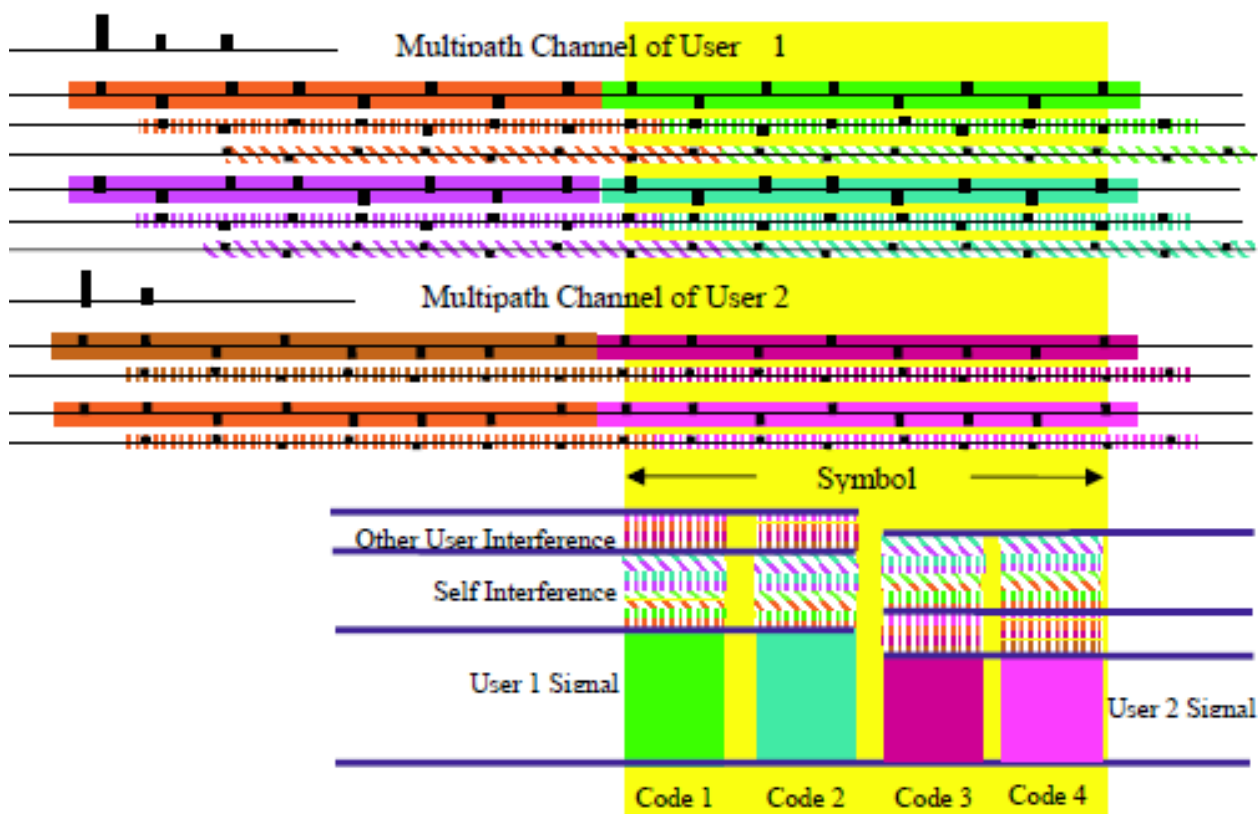 Multipath Channel of User 1
Multipath Channel of User 2
Symbol
Other User Interference
Self Interference
User 1 Signal
User 2 Signal
Code 1
Code 2
Code 3
Code 4